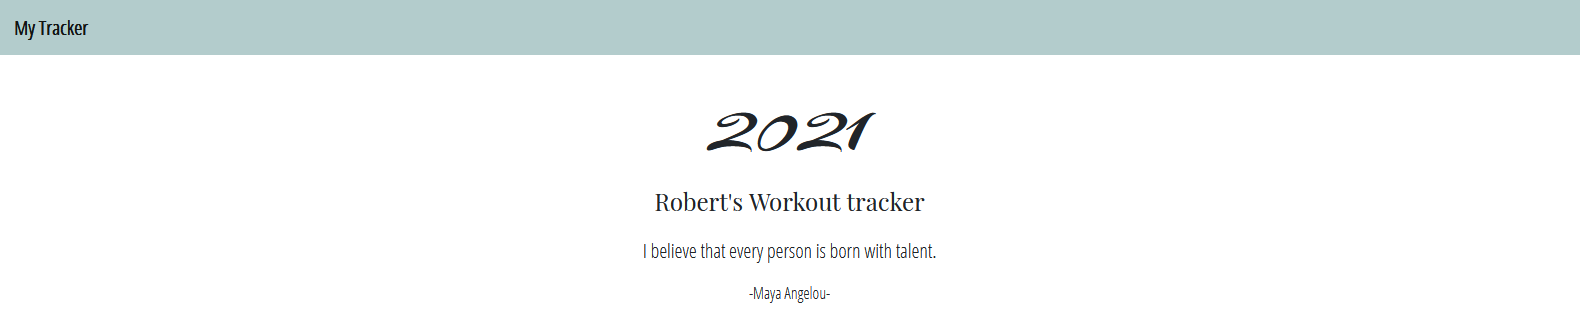 My Tracker
2021
Robert's Workout tracker
I believe that every person is born with talent.
-Maya Angelou-